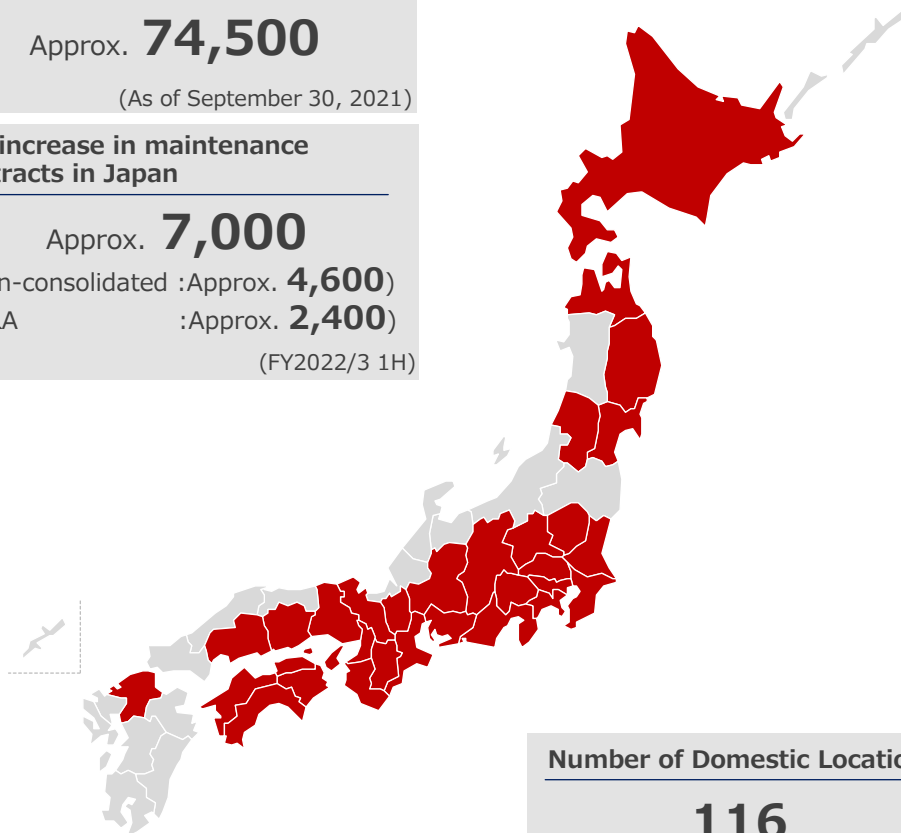 Approx. 74,500
(As of September 30, 2021)
increase in maintenance
tracts in Japan
Approx. 7,000
n-consolidated :Approx. 4,600)
A :Approx. 2,400)
(FY2022/3 1H)
Number of Domestic Locatio
116